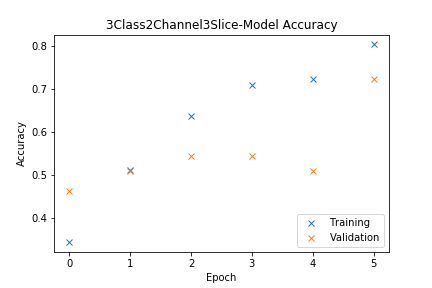 3Class2Channel3Slice-Model Accuracy
0.8
0.7
0.6
0.5
0.4
Accuracy
0 1 2 3 4 5
Epoch
Training
Validation